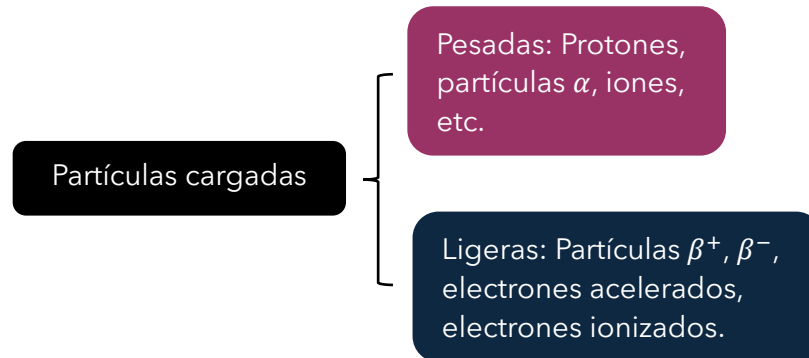 Pesadas: Protones,
partículas α, iones,
etc.
Partículas cargadas
Ligeras: Partículas β⁺, β⁻,
electrones acelerados,
electrones ionizados.